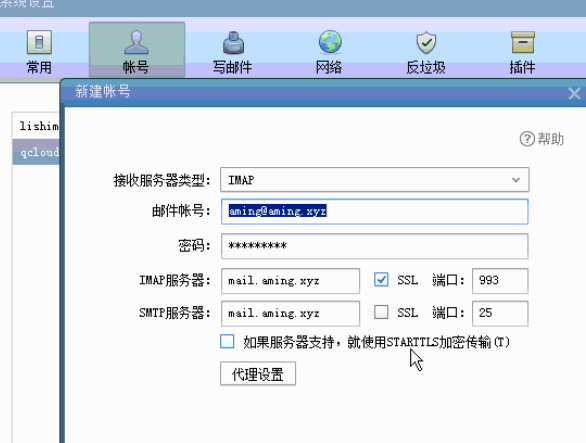 系统设置
常用 帐号 写邮件 网络 反垃圾 插件
新建帐号
lishim
qcloud
帮助
接收服务器类型: IMAP
邮件帐号: aming@aming.xyz
密码: *********
IMAP服务器: mail.aming.xyz SSL 端口: 993
SMTP服务器: mail.aming.xyz SSL 端口: 25
如果服务器支持，就使用STARTTLS加密传输(T)
代理设置